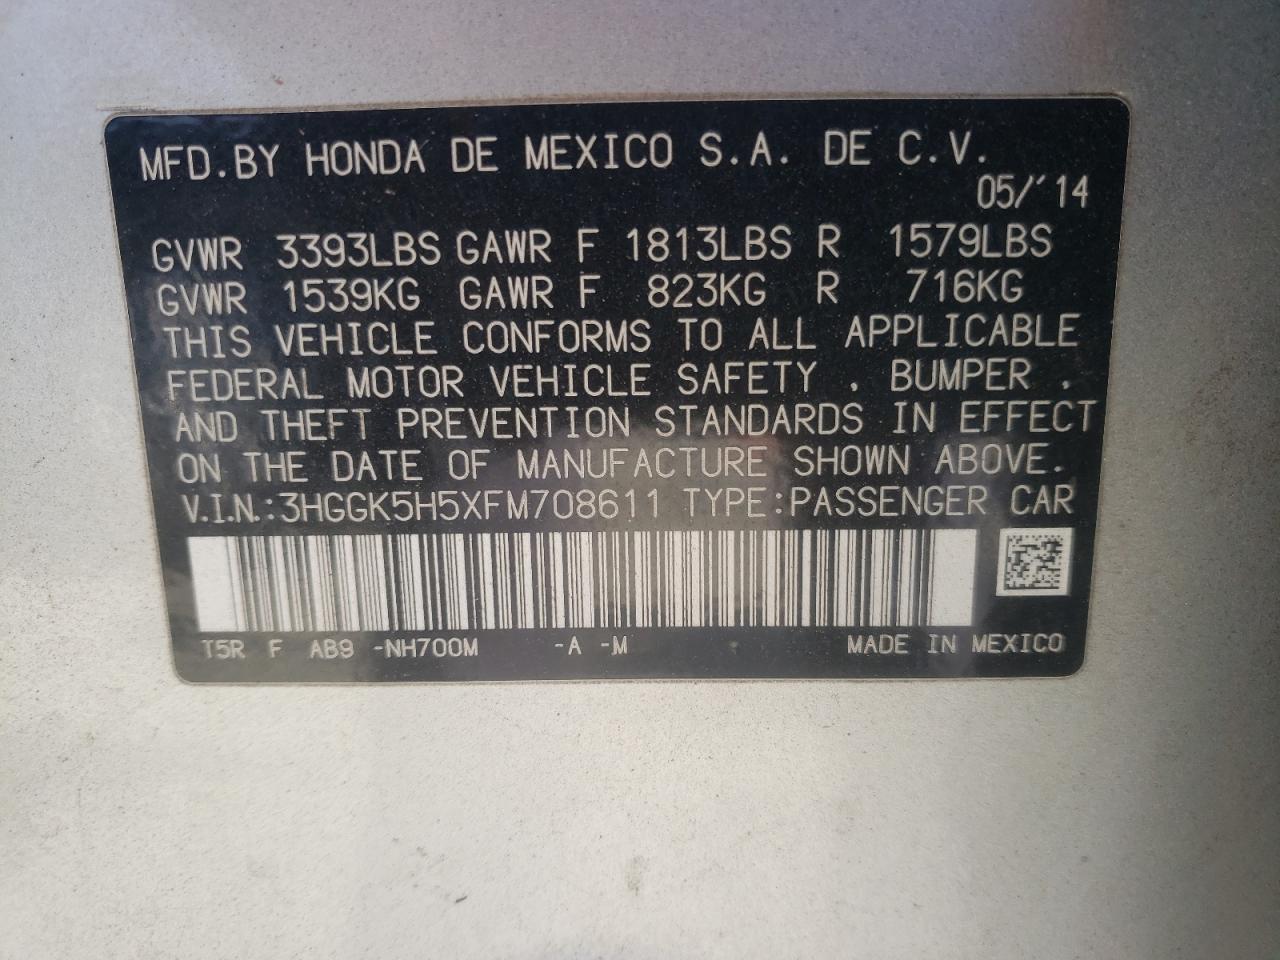 MFD.BY HONDA DE MEXICO S.A. DE C.V.
05/'14
GVWR 3393LBS GAWR F 1813LBS R 1579LBS
GVWR 1539KG GAWR F 823KG R 716KG
THIS VEHICLE CONFORMS TO ALL APPLICABLE
FEDERAL MOTOR VEHICLE SAFETY , BUMPER ,
AND THEFT PREVENTION STANDARDS IN EFFECT
ON THE DATE OF MANUFACTURE SHOWN ABOVE.
V.I.N.:3HGGK5H5XFM708611 TYPE:PASSENGER CAR
T5R F AB9 -NH700M -A -M MADE IN MEXICO